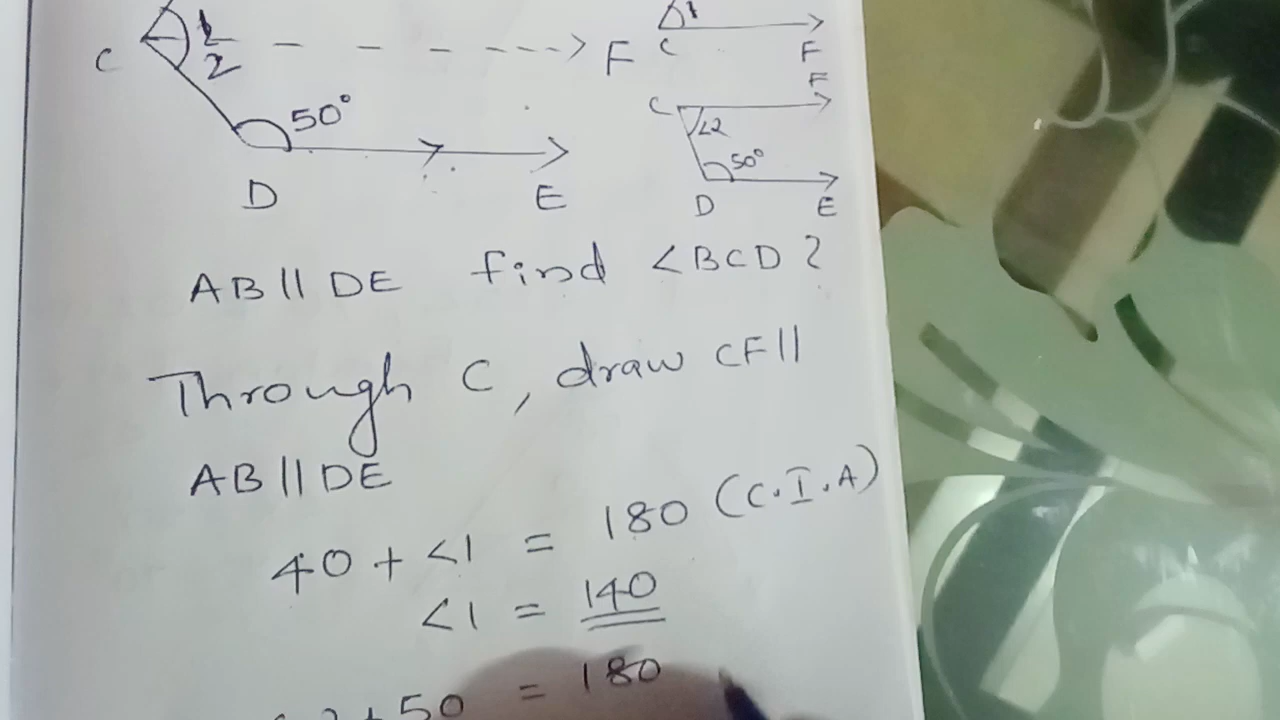 1
2
C
F
50°
D
E
1
C
F
F
C
∠2
50°
D
E
AB || DE find <BCD ?
Through C, draw CF ||
AB || DE
40 + <1 = 180 (C.I.A)
<1 = 140
+ 50 = 180